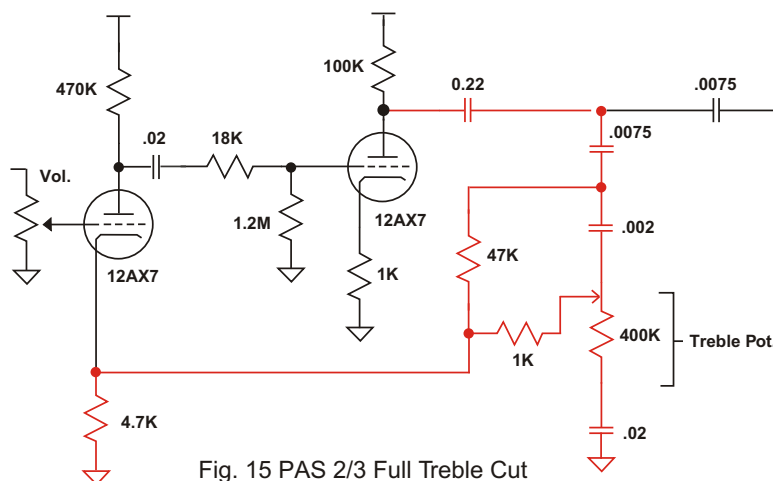 100K
0.22
.0075
470K
.0075
.02
18K
Vol.
12AX7
1.2M
.002
12AX7
47K
1K
400K
Treble Pot.
1K
4.7K
.02
Fig. 15 PAS 2/3 Full Treble Cut